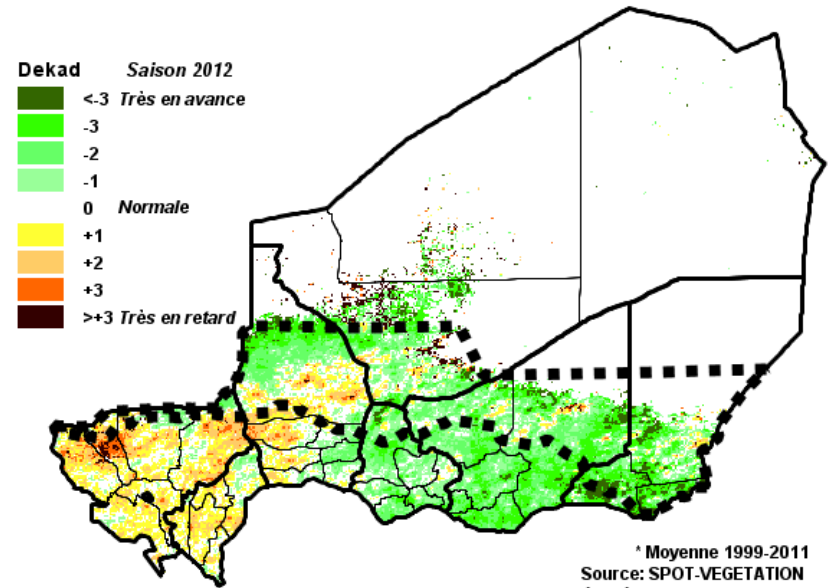 Dekad Saison 2012
<-3 Très en avance
-3
-2
-1
0 Normale
+1
+2
+3
>+3 Très en retard
* Moyenne 1999-2011
Source: SPOT-VEGETATION